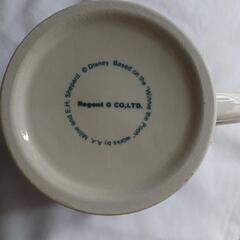 © Disney Based on the "Winnie the Pooh" works by A.A. Milne and E.H. Shepard.
Regent G CO,LTD.